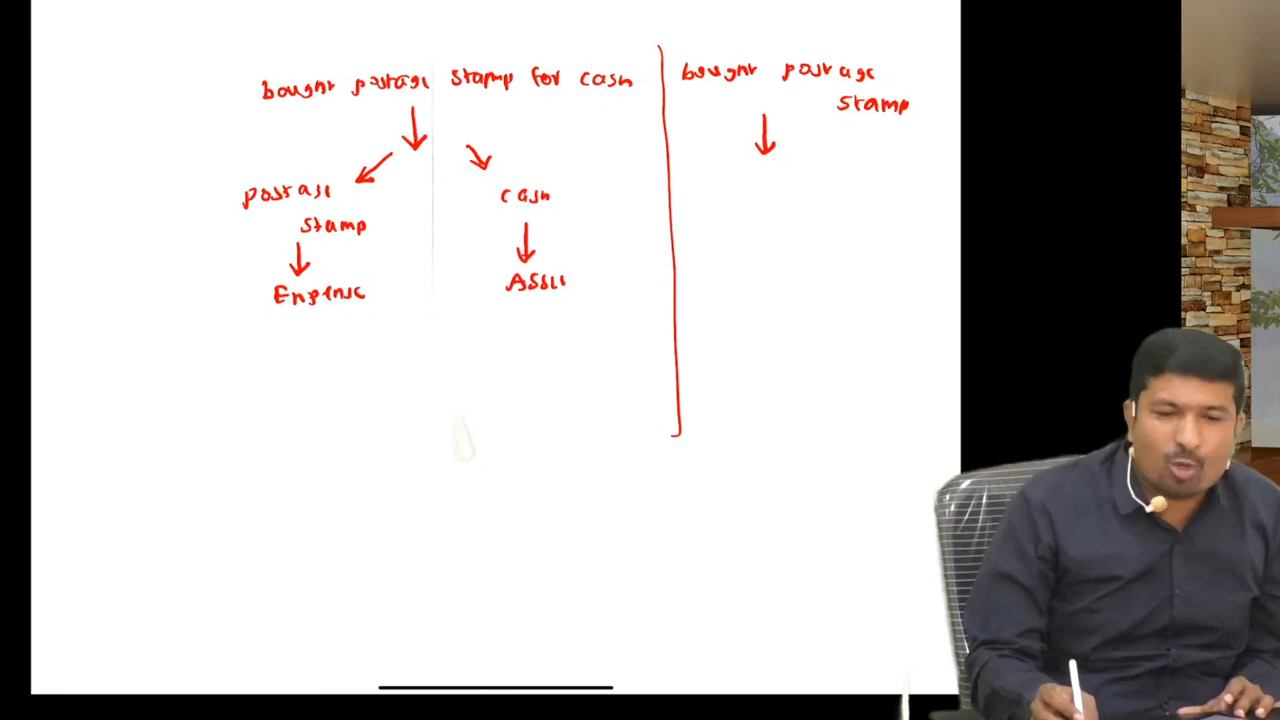 bought postage stamp for cash
postage
stamp
Expense
cash
Asset
bought postage
stamp